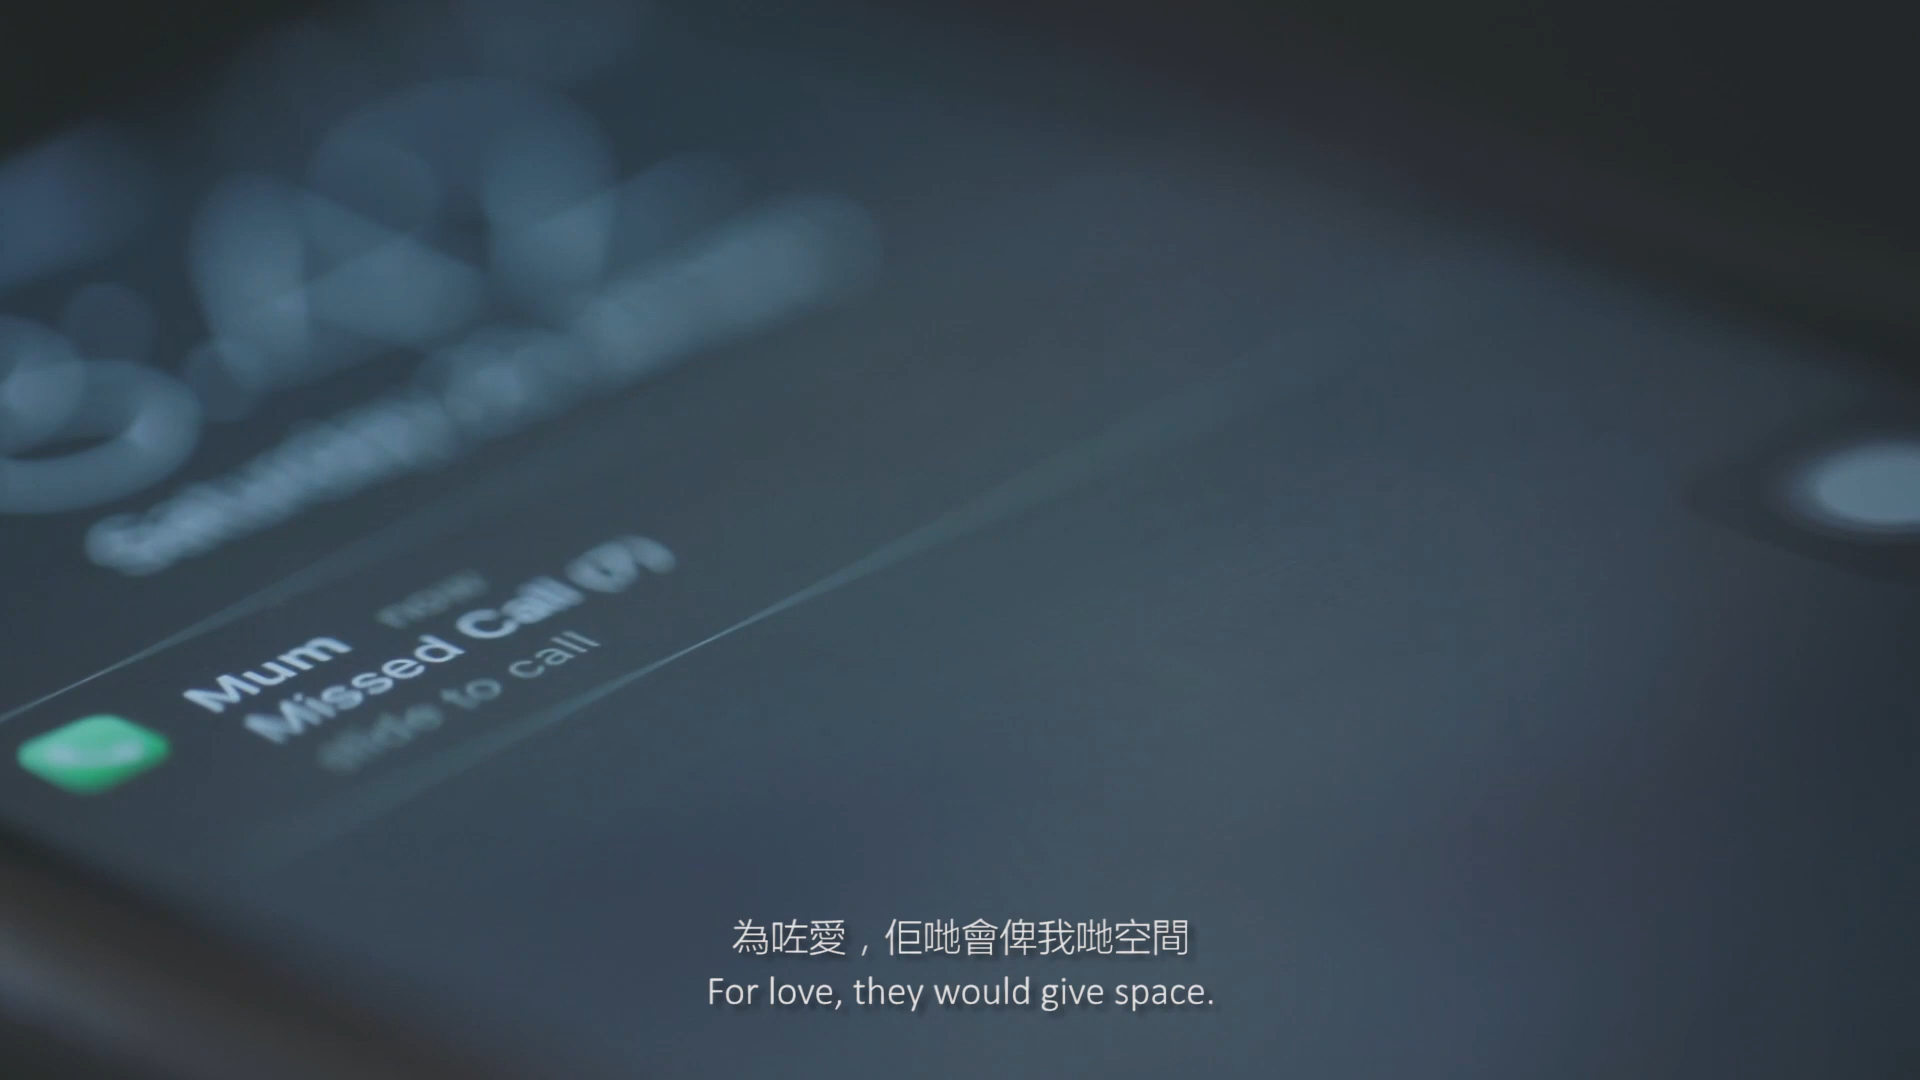 Mum now
Missed Call
slide to call
為咗愛，佢哋會俾我哋空間
For love, they would give space.